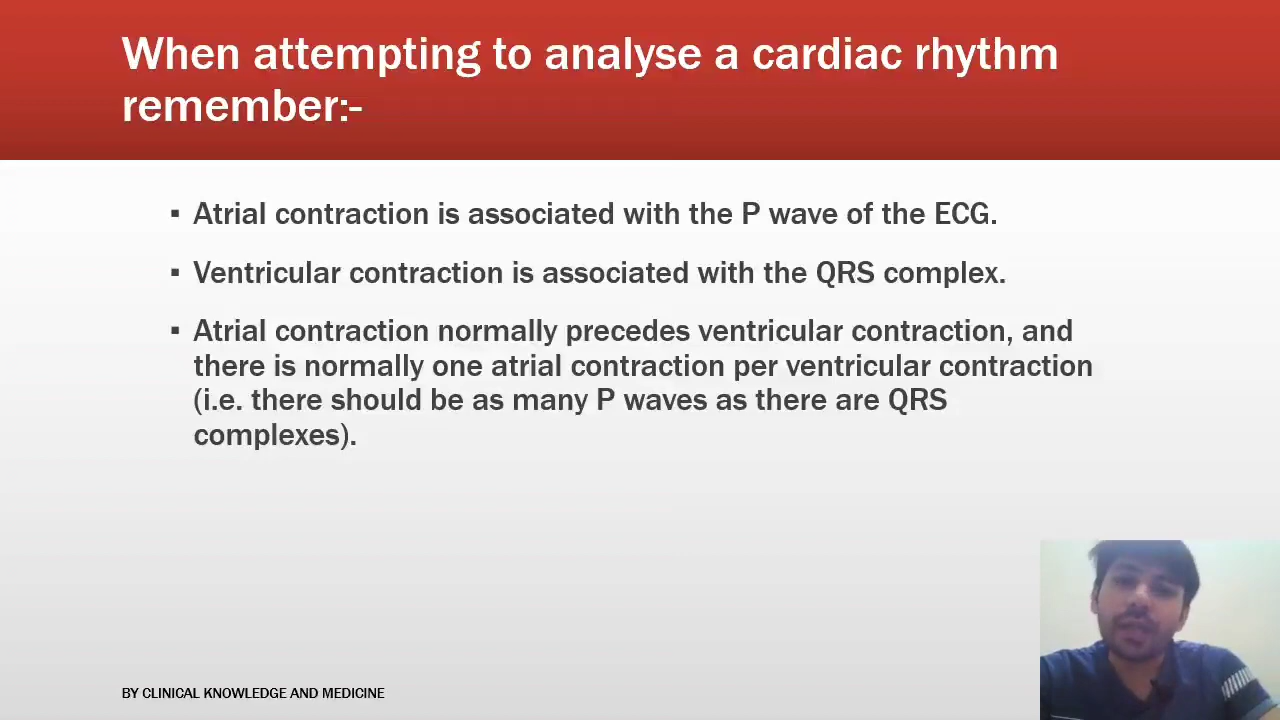 When attempting to analyse a cardiac rhythm
remember:-
▪ Atrial contraction is associated with the P wave of the ECG.
▪ Ventricular contraction is associated with the QRS complex.
▪ Atrial contraction normally precedes ventricular contraction, and
there is normally one atrial contraction per ventricular contraction
(i.e. there should be as many P waves as there are QRS
complexes).
BY CLINICAL KNOWLEDGE AND MEDICINE